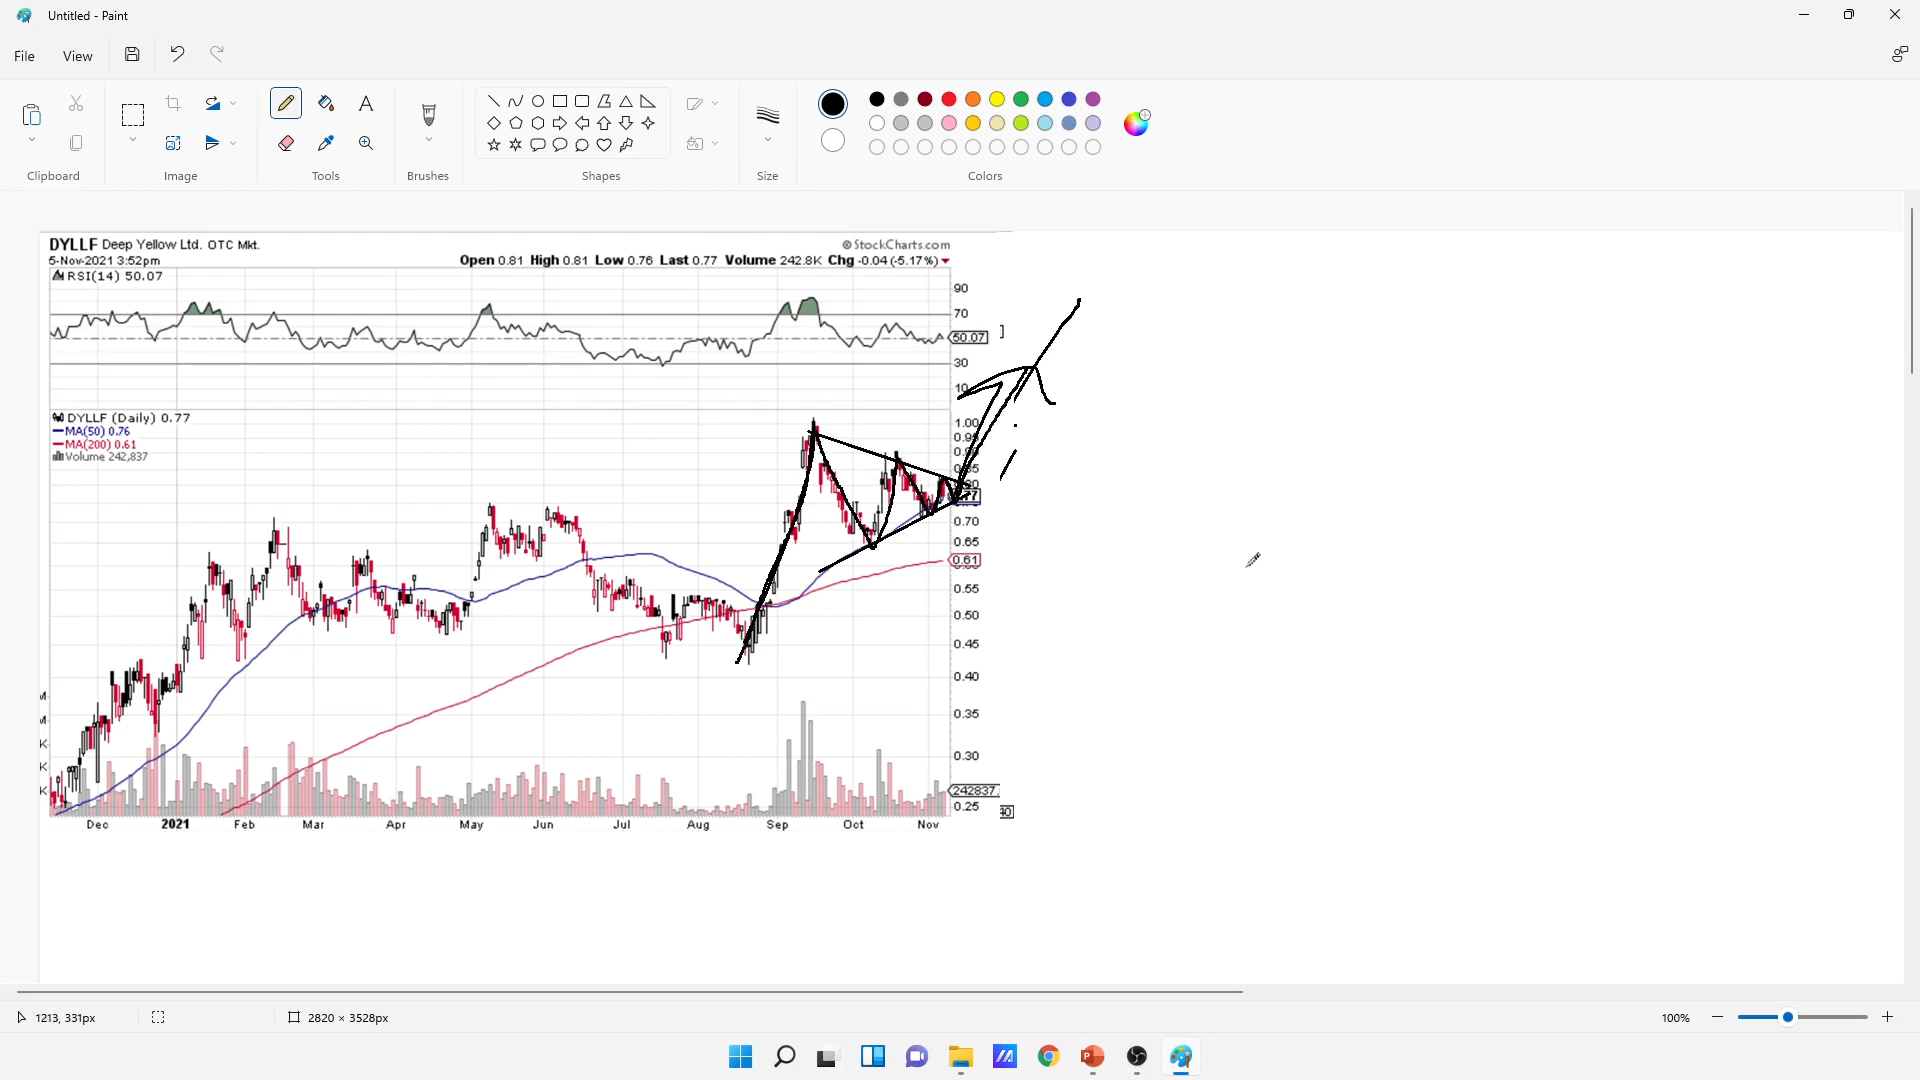 Untitled - Paint
File View
Clipboard
Image
Tools
Brushes
Shapes
Size
Colors
DYLLF Deep Yellow Ltd. OTC Mkt.
© StockCharts.com
5-Nov-2021 3:52pm
Open 0.81 High 0.81 Low 0.76 Last 0.77 Volume 242.8K Chg -0.04 (-5.17%)
RSI(14) 50.07
90
70
50.07
30
10
DYLLF (Daily) 0.77
MA(50) 0.76
MA(200) 0.61
Volume 242,837
1.00
0.95
0.70
0.65
0.61
0.55
0.50
0.45
0.40
0.35
0.30
242837
0.25
M
M
K
K
K
Dec 2021 Feb Mar Apr May Jun Jul Aug Sep Oct Nov
1213, 331px
2820 × 3528px
100%